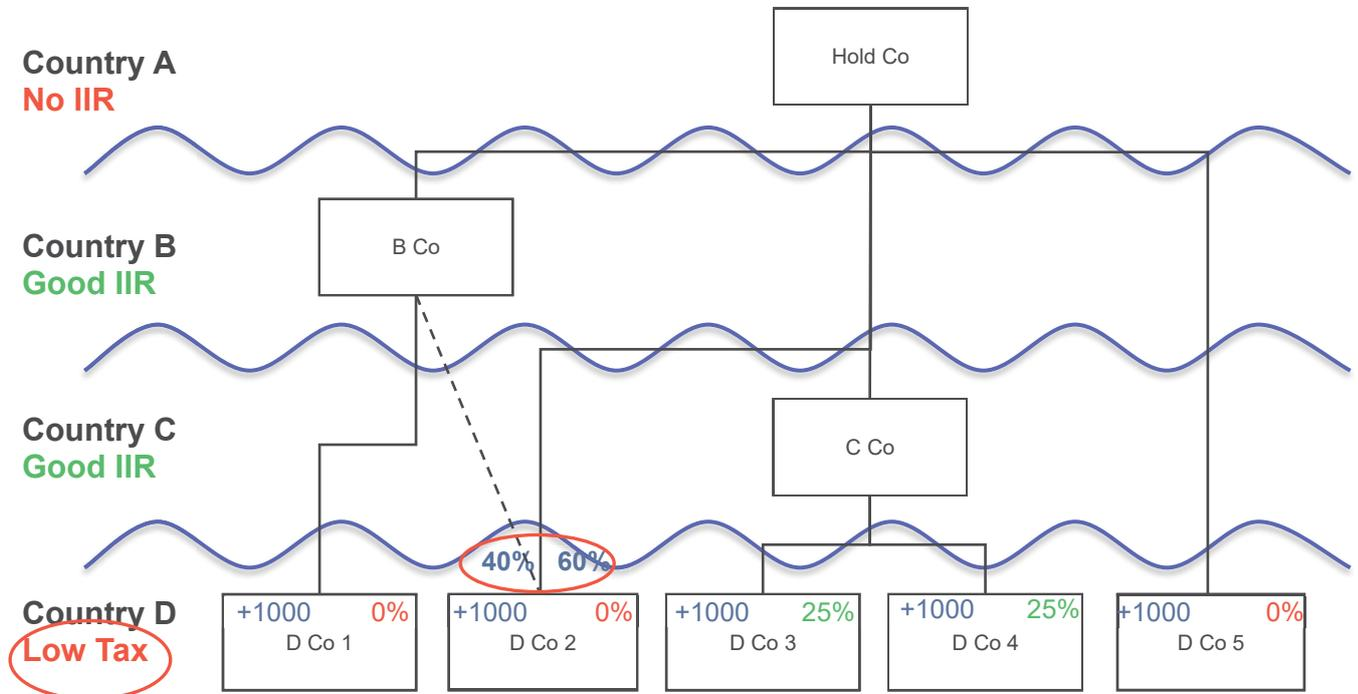 Hold Co
Country A
No IIR
B Co
Country B
Good IIR
Country C
Good IIR
C Co
40% 60%
Country D
Low Tax
+1000 0%
D Co 1
+1000 0%
D Co 2
+1000 25%
D Co 3
+1000 25%
D Co 4
+1000 0%
D Co 5